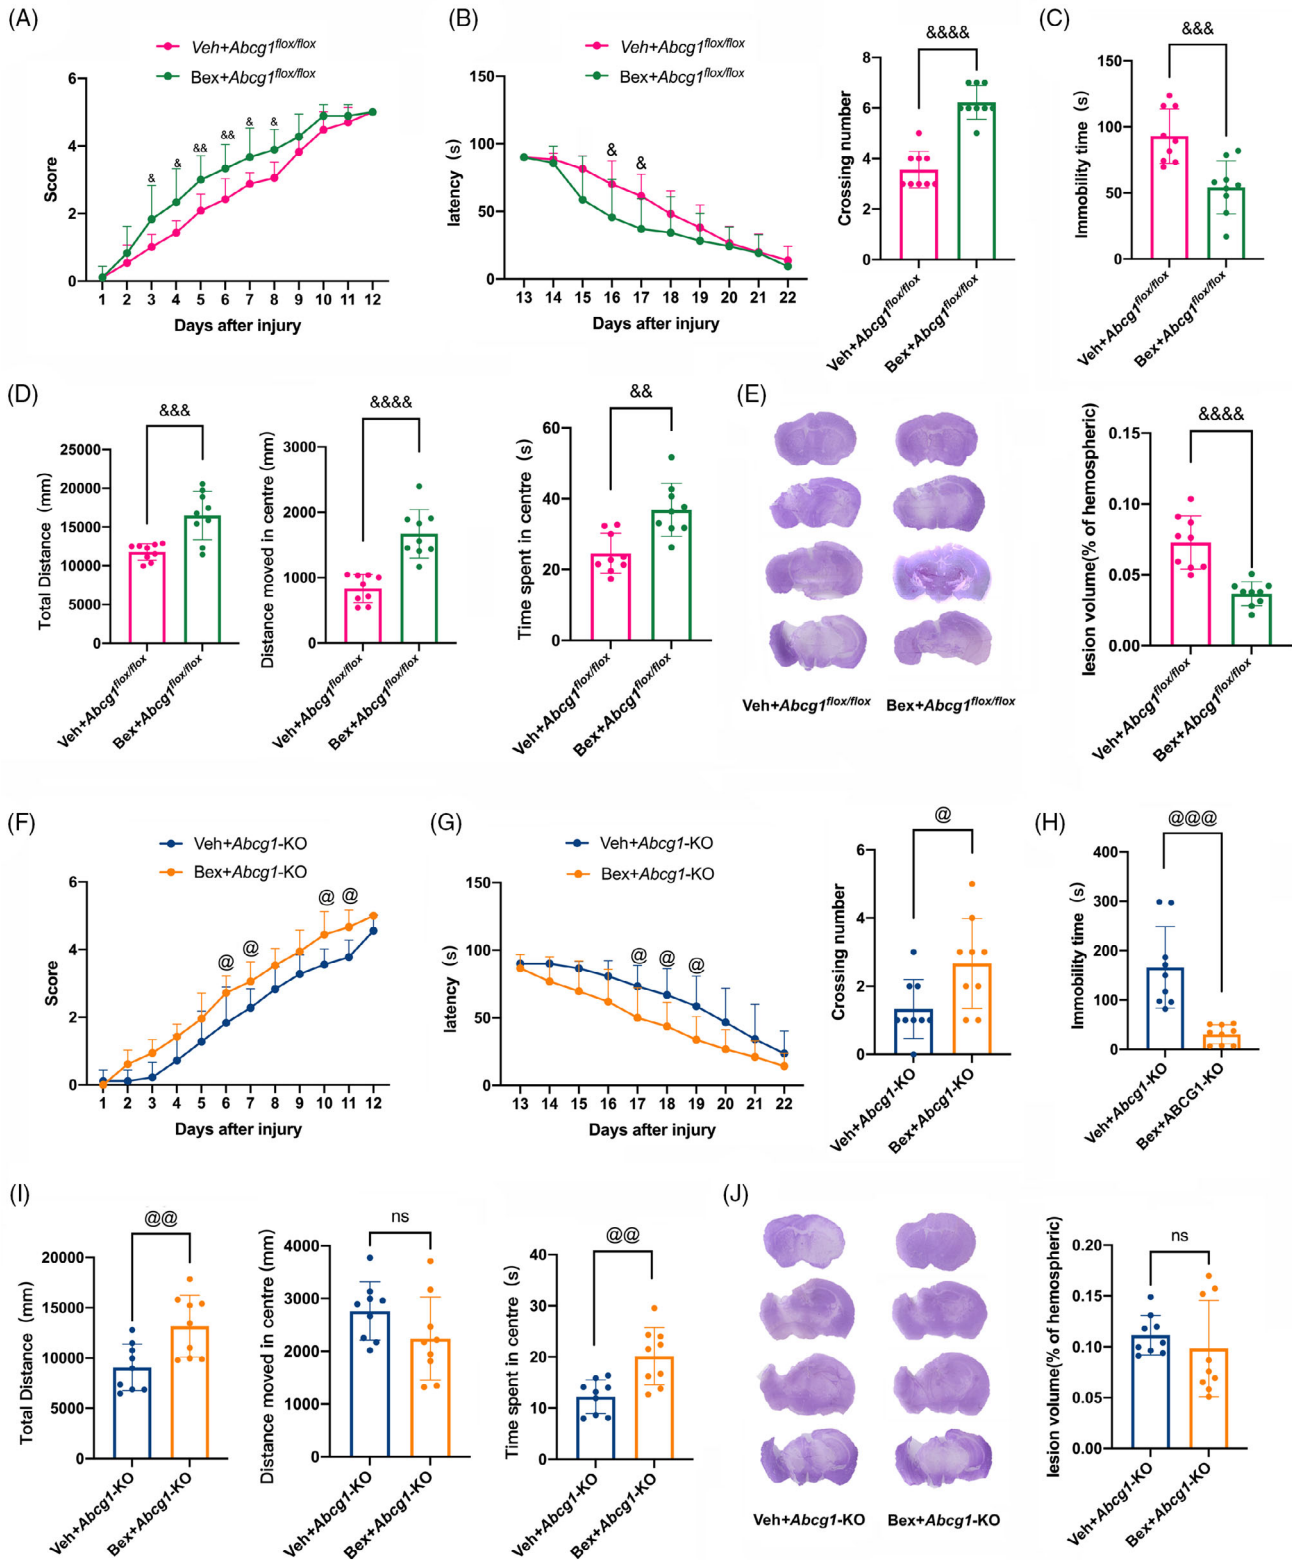 (A)
Veh+Abcg1flox/flox
Bex+Abcg1flox/flox
Score
6
4
2
0
& & && && & &
1 2 3 4 5 6 7 8 9 10 11 12
Days after injury
(B)
Veh+Abcg1flox/flox
Bex+Abcg1flox/flox
latency (s)
150
100
50
0
& &
13 14 15 16 17 18 19 20 21 22
Days after injury
&&&&
Crossing number
8
6
4
2
0
Veh+Abcg1flox/flox
Bex+Abcg1flox/flox
(C)
&&&
Immobility time (s)
150
100
50
0
Veh+Abcg1flox/flox
Bex+Abcg1flox/flox
(D)
&&&
Total Distance (mm)
25000
20000
15000
10000
5000
0
Veh+Abcg1flox/flox
Bex+Abcg1flox/flox
&&&&
Distance moved in centre (mm)
3000
2000
1000
0
Veh+Abcg1flox/flox
Bex+Abcg1flox/flox
&&
Time spent in centre (s)
60
40
20
0
Veh+Abcg1flox/flox
Bex+Abcg1flox/flox
(E)
Veh+Abcg1flox/flox
Bex+Abcg1flox/flox
&&&&
lesion volume(% of hemospheric)
0.15
0.10
0.05
0.00
Veh+Abcg1flox/flox
Bex+Abcg1flox/flox
(F)
Veh+Abcg1-KO
Bex+Abcg1-KO
Score
6
4
2
0
@ @ @ @
1 2 3 4 5 6 7 8 9 10 11 12
Days after injury
(G)
Veh+Abcg1-KO
Bex+Abcg1-KO
latency (s)
150
100
50
0
@ @ @
13 14 15 16 17 18 19 20 21 22
Days after injury
@
Crossing number
6
4
2
0
Veh+Abcg1-KO
Bex+Abcg1-KO
(H)
@@@
Immobility time (s)
400
300
200
100
0
Veh+Abcg1-KO
Bex+ABCG1-KO
(I)
@@
Total Distance (mm)
20000
15000
10000
5000
0
Veh+Abcg1-KO
Bex+Abcg1-KO
ns
Distance moved in centre (mm)
4000
3000
2000
1000
0
Veh+Abcg1-KO
Bex+Abcg1-KO
@@
Time spent in centre (s)
40
30
20
10
0
Veh+Abcg1-KO
Bex+Abcg1-KO
(J)
Veh+Abcg1-KO
Bex+Abcg1-KO
ns
lesion volume(% of hemospheric)
0.20
0.15
0.10
0.05
0.00
Veh+Abcg1-KO
Bex+Abcg1-KO